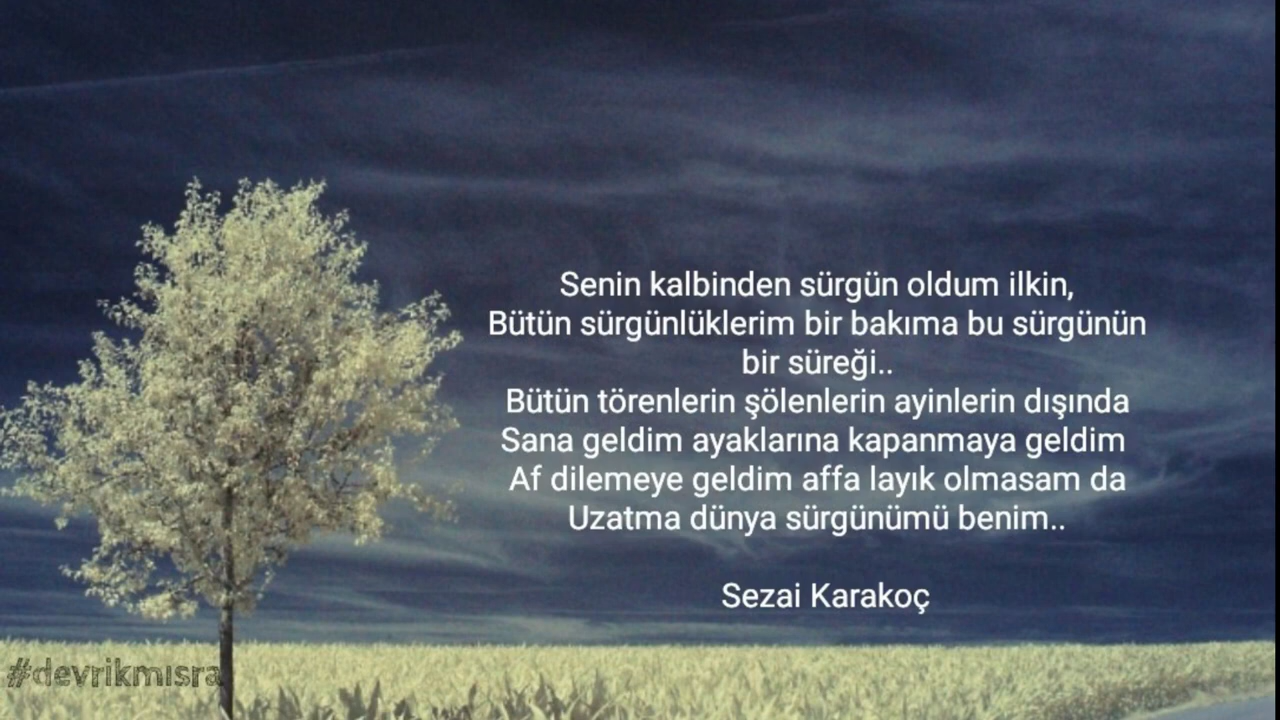 Senin kalbinden sürgün oldum ilkin,
Bütün sürgünlüklerim bir bakıma bu sürgünün
bir süreği..
Bütün törenlerin şölenlerin ayinlerin dışında
Sana geldim ayaklarına kapanmaya geldim
Af dilemeye geldim affa layık olmasam da
Uzatma dünya sürgünümü benim..
Sezai Karakoç
#devrikmısra